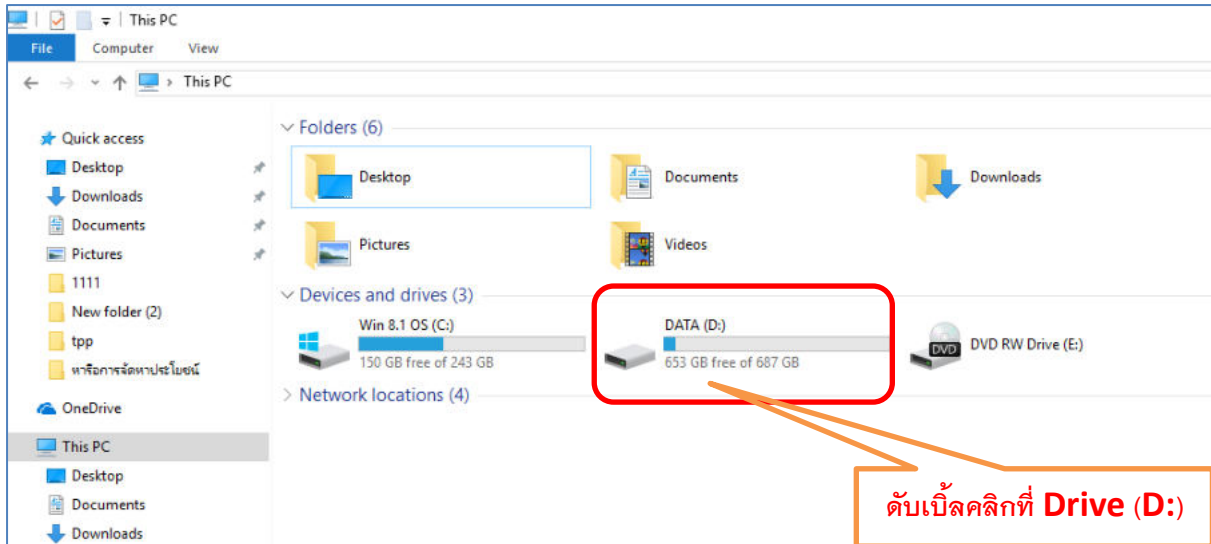 This PC
File Computer View
This PC
Quick access
Desktop
Downloads
Documents
Pictures
1111
New folder (2)
tpp
หารือการจัดหาประโยชน์
OneDrive
This PC
Desktop
Documents
Downloads
Folders (6)
Desktop Documents Downloads
Pictures Videos
Devices and drives (3)
Win 8.1 OS (C:)
150 GB free of 243 GB
DATA (D:)
653 GB free of 687 GB
DVD
DVD RW Drive (E:)
Network locations (4)
ดับเบิ้ลคลิกที่ Drive (D:)